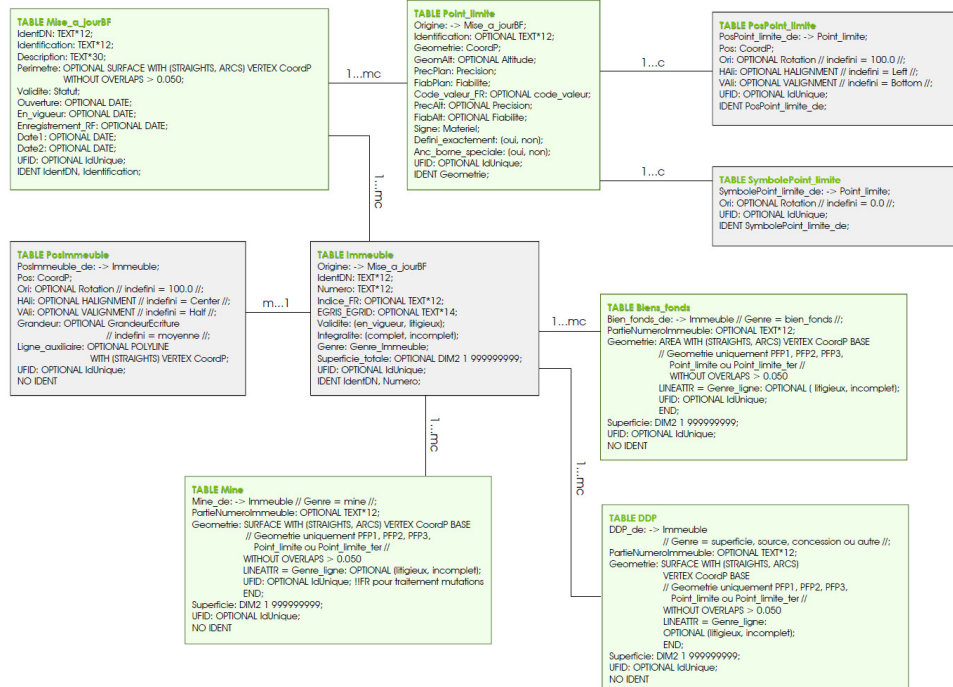 TABLE Mise_a_jourBF
IdentDN: TEXT*12;
Identification: TEXT*12;
Description: TEXT*30;
Perimetre: OPTIONAL SURFACE WITH (STRAIGHTS, ARCS) VERTEX CoordP
WITHOUT OVERLAPS > 0.050;
Validite: Statut;
Ouverture: OPTIONAL DATE;
En_vigueur: OPTIONAL DATE;
Enregistrement_RF: OPTIONAL DATE;
Date1: OPTIONAL DATE;
Date2: OPTIONAL DATE;
UFID: OPTIONAL IdUnique;
IDENT IdentDN, Identification;
1...mc
TABLE Point_limite
Origine: -> Mise_a_jourBF;
Identification: OPTIONAL TEXT*12;
Geometrie: CoordP;
GeomAlt: OPTIONAL Altitude;
PrecPlan: Precision;
FiabPlan: Fiabilite;
Code_valeur_FR: OPTIONAL code_valeur;
PrecAlt: OPTIONAL Precision;
FiabAlt: OPTIONAL Fiabilite;
Signe: Materiel;
Defini_exactement: (oui, non);
Anc_borne_speciale: (oui, non);
UFID: OPTIONAL IdUnique;
IDENT Geometrie;
1...c
TABLE PosPoint_limite
PosPoint_limite_de: -> Point_limite;
Pos: CoordP;
Ori: OPTIONAL Rotation // indefini = 100.0 //;
HAli: OPTIONAL HALIGNMENT // indefini = Left //;
VAli: OPTIONAL VALIGNMENT // indefini = Bottom //;
UFID: OPTIONAL IdUnique;
IDENT PosPoint_limite_de;
1...c
TABLE SymbolePoint_limite
SymbolePoint_limite_de: -> Point_limite;
Ori: OPTIONAL Rotation // indefini = 0.0 //;
UFID: OPTIONAL IdUnique;
IDENT SymbolePoint_limite_de;
1...mc
TABLE PosImmeuble
PosImmeuble_de: -> Immeuble;
Pos: CoordP;
Ori: OPTIONAL Rotation // indefini = 100.0 //;
HAli: OPTIONAL HALIGNMENT // indefini = Center //;
VAli: OPTIONAL VALIGNMENT // indefini = Half //;
Grandeur: OPTIONAL GrandeurEcriture
// indefini = moyenne //;
Ligne_auxiliaire: OPTIONAL POLYLINE
WITH (STRAIGHTS) VERTEX CoordP;
UFID: OPTIONAL IdUnique;
NO IDENT
m...1
TABLE Immeuble
Origine: -> Mise_a_jourBF
IdentDN: TEXT*12;
Numero: TEXT*12;
Indice_FR: OPTIONAL TEXT*12;
EGRIS_EGRID: OPTIONAL TEXT*14;
Validite: (en_vigueur, litigieux);
Integralite: (complet, incomplet);
Genre: Genre_Immeuble;
Superficie_totale: OPTIONAL DIM2 1 999999999;
UFID: OPTIONAL IdUnique;
IDENT IdentDN, Numero;
1...mc
TABLE Biens_fonds
Bien_fonds_de: -> Immeuble // Genre = bien_fonds //;
PartieNumeroImmeuble: OPTIONAL TEXT*12;
Geometrie: AREA WITH (STRAIGHTS, ARCS) VERTEX CoordP BASE
// Geometrie uniquement PFP1, PFP2, PFP3,
Point_limite ou Point_limite_ter //
WITHOUT OVERLAPS > 0.050
LINEATTR = Genre_ligne: OPTIONAL ( litigieux, incomplet);
UFID: OPTIONAL IdUnique;
END;
Superficie: DIM2 1 999999999;
UFID: OPTIONAL IdUnique;
NO IDENT
1...mc
1...mc
TABLE Mine
Mine_de: -> Immeuble // Genre = mine //;
PartieNumeroImmeuble: OPTIONAL TEXT*12;
Geometrie: SURFACE WITH (STRAIGHTS, ARCS) VERTEX CoordP BASE
// Geometrie uniquement PFP1, PFP2, PFP3,
Point_limite ou Point_limite_ter //
WITHOUT OVERLAPS > 0.050
LINEATTR = Genre_ligne: OPTIONAL (litigieux, incomplet);
UFID: OPTIONAL IdUnique; !!FR pour traitement mutations
END;
Superficie: DIM2 1 999999999;
UFID: OPTIONAL IdUnique;
NO IDENT
TABLE DDP
DDP_de: -> Immeuble
// Genre = superficie, source, concession ou autre //;
PartieNumeroImmeuble: OPTIONAL TEXT*12;
Geometrie: SURFACE WITH (STRAIGHTS, ARCS)
VERTEX CoordP BASE
// Geometrie uniquement PFP1, PFP2, PFP3,
Point_limite ou Point_limite_ter //
WITHOUT OVERLAPS > 0.050
LINEATTR = Genre_ligne:
OPTIONAL (litigieux, incomplet);
END;
Superficie: DIM2 1 999999999;
UFID: OPTIONAL IdUnique;
NO IDENT